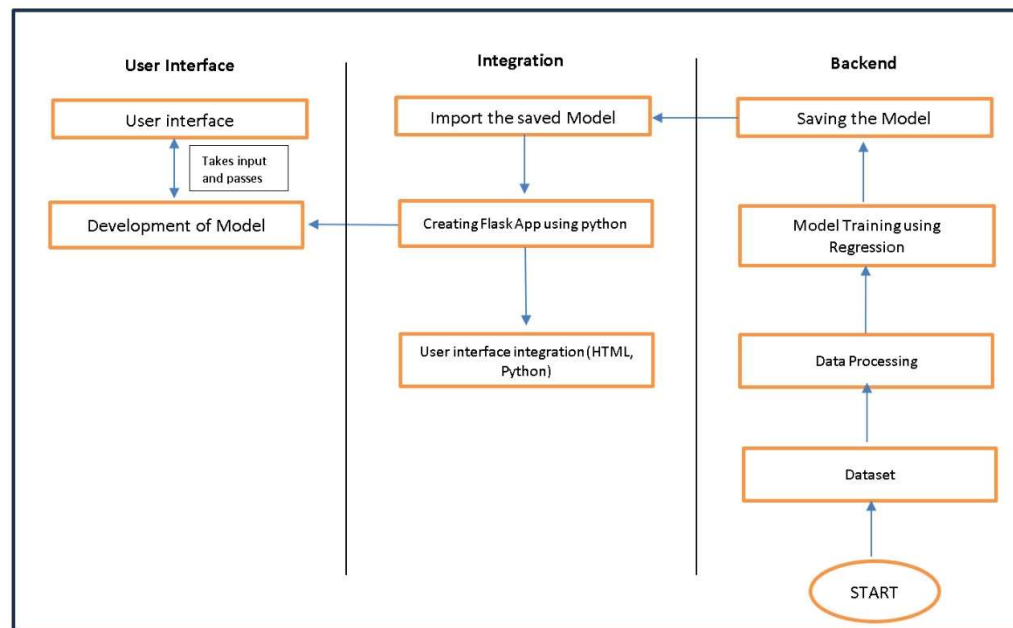 User Interface
Integration
Backend
User interface
Import the saved Model
Saving the Model
Takes input
and passes
Development of Model
Creating Flask App using python
Model Training using
Regression
User interface integration (HTML,
Python)
Data Processing
Dataset
START